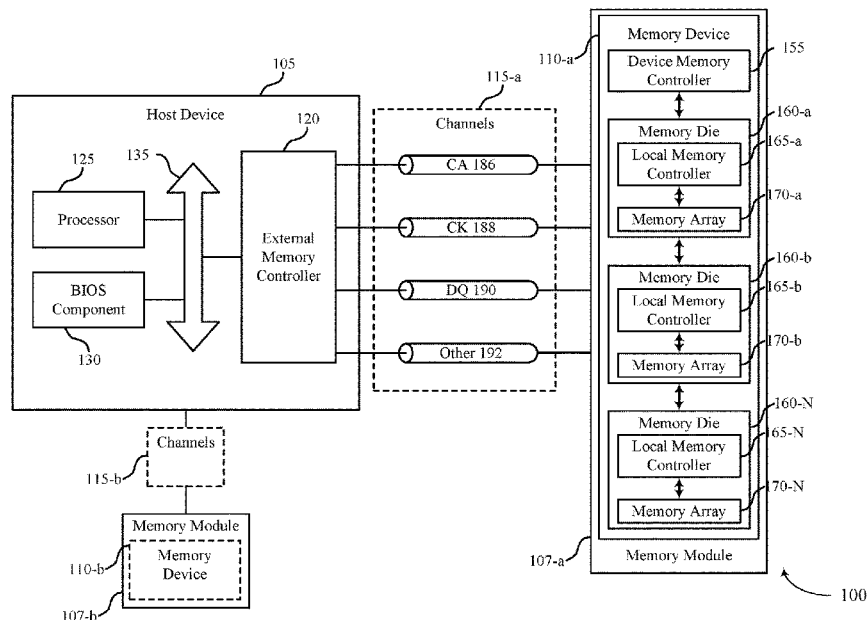 105
Host Device
125
135
120
Processor
BIOS
Component
130
External
Memory
Controller
115-a
Channels
CA 186
CK 188
DQ 190
Other 192
110-a
Memory Device
155
Device Memory
Controller
160-a
Memory Die
165-a
Local Memory
Controller
170-a
Memory Array
160-b
Memory Die
165-b
Local Memory
Controller
170-b
Memory Array
160-N
Memory Die
165-N
Local Memory
Controller
170-N
Memory Array
107-a
Memory Module
100
Channels
115-b
Memory Module
110-b
Memory
Device
107-b